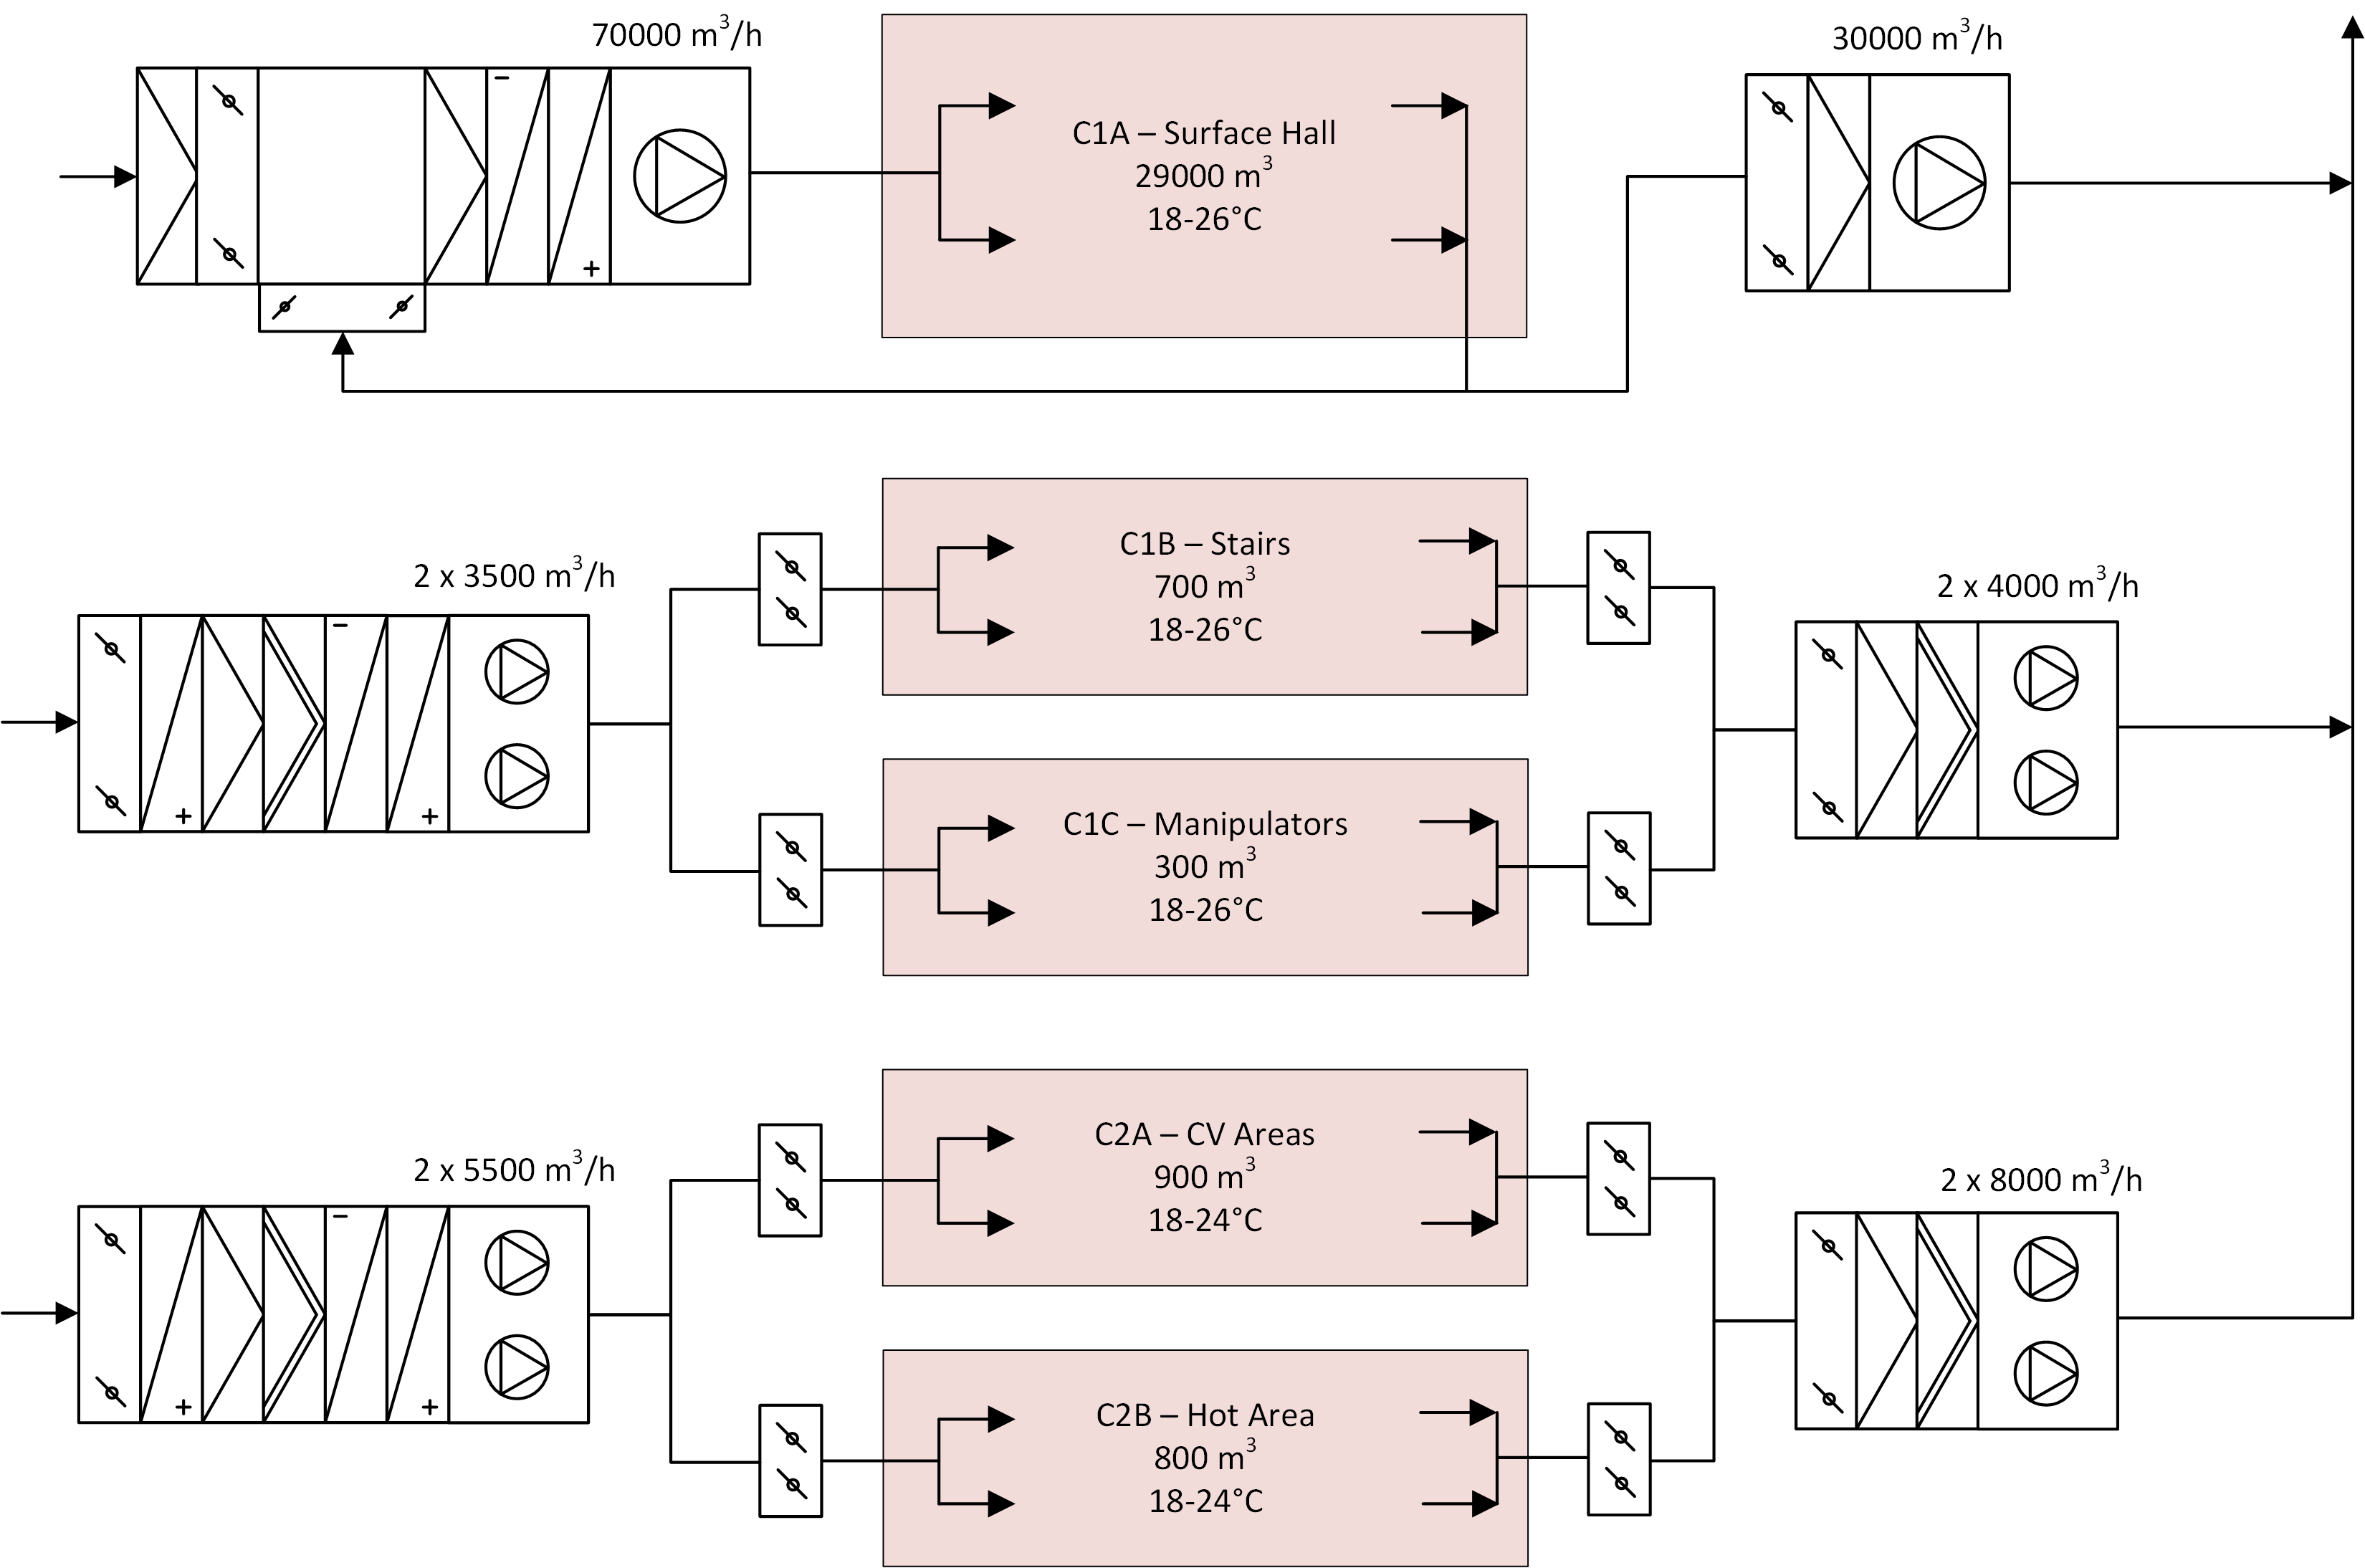 70000 m³/h
30000 m³/h
−
+
C1A – Surface Hall
29000 m³
18-26°C
2 x 3500 m³/h
−
+ +
C1B – Stairs
700 m³
18-26°C
2 x 4000 m³/h
C1C – Manipulators
300 m³
18-26°C
2 x 5500 m³/h
−
+ +
C2A – CV Areas
900 m³
18-24°C
2 x 8000 m³/h
C2B – Hot Area
800 m³
18-24°C